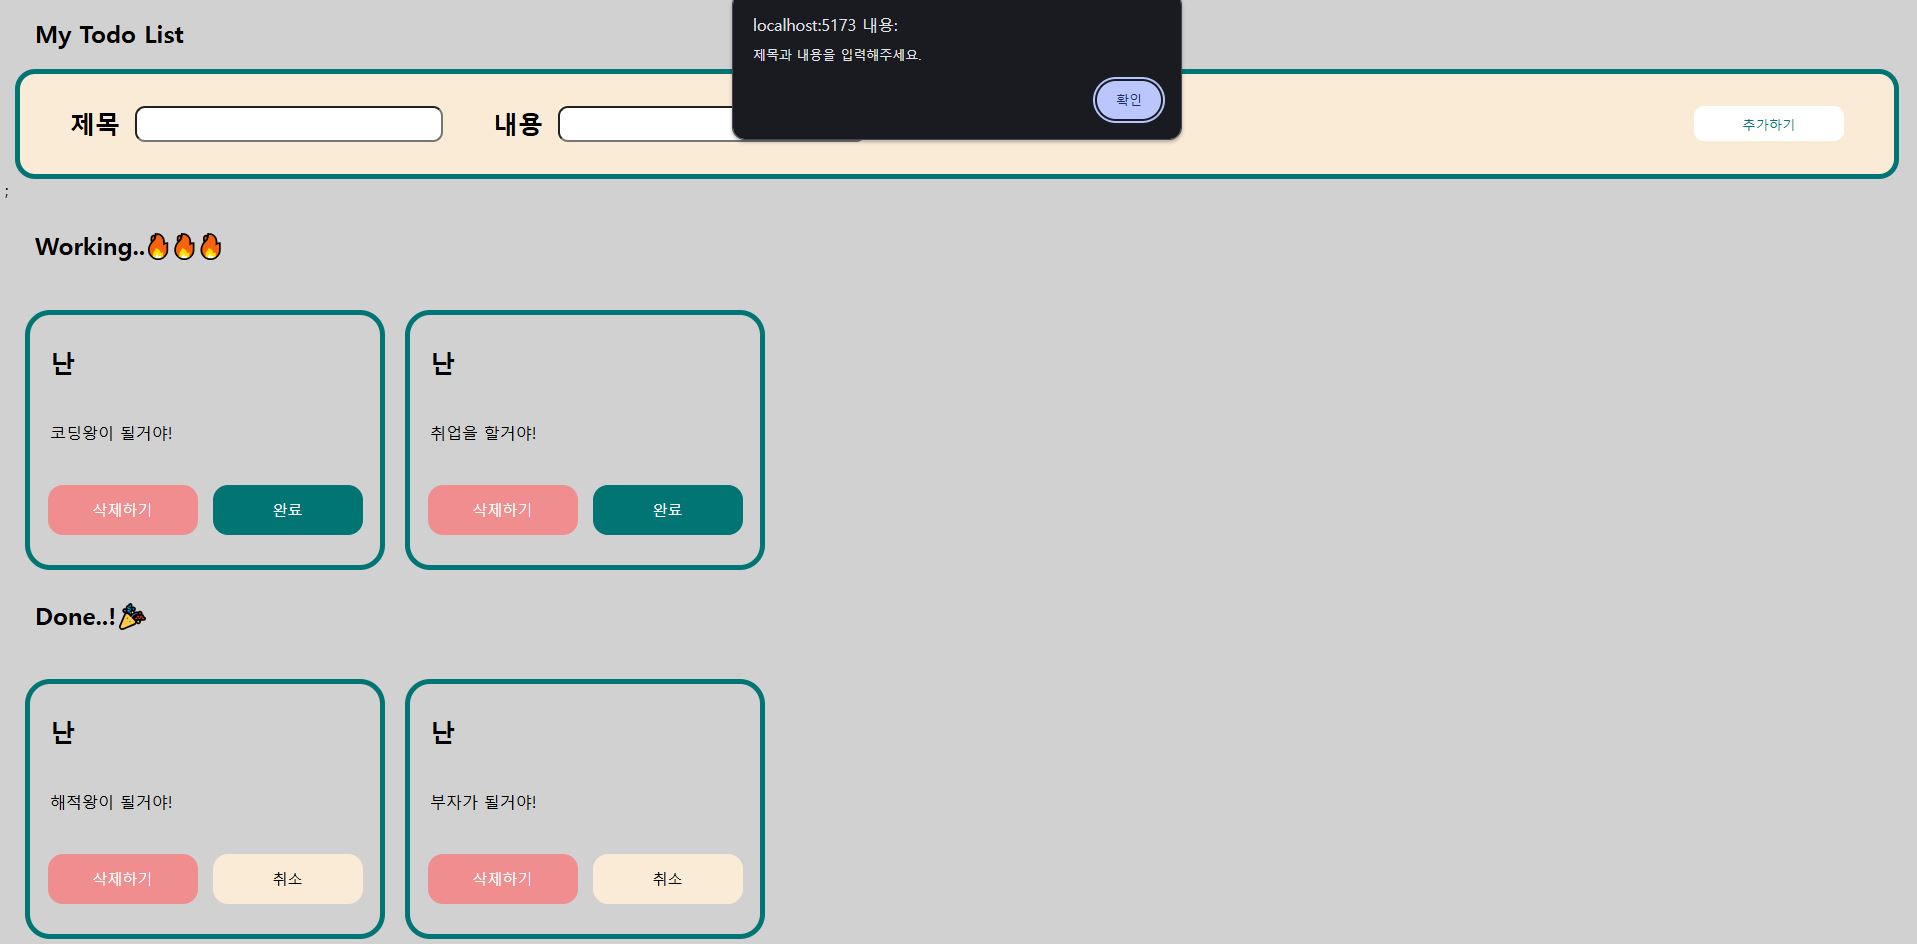 My Todo List
localhost:5173 내용:
제목과 내용을 입력해주세요.
확인
제목
내용
추가하기
;
Working..🔥🔥🔥
난
코딩왕이 될거야!
삭제하기
완료
난
취업을 할거야!
삭제하기
완료
Done..!🎉
난
해적왕이 될거야!
삭제하기
취소
난
부자가 될거야!
삭제하기
취소